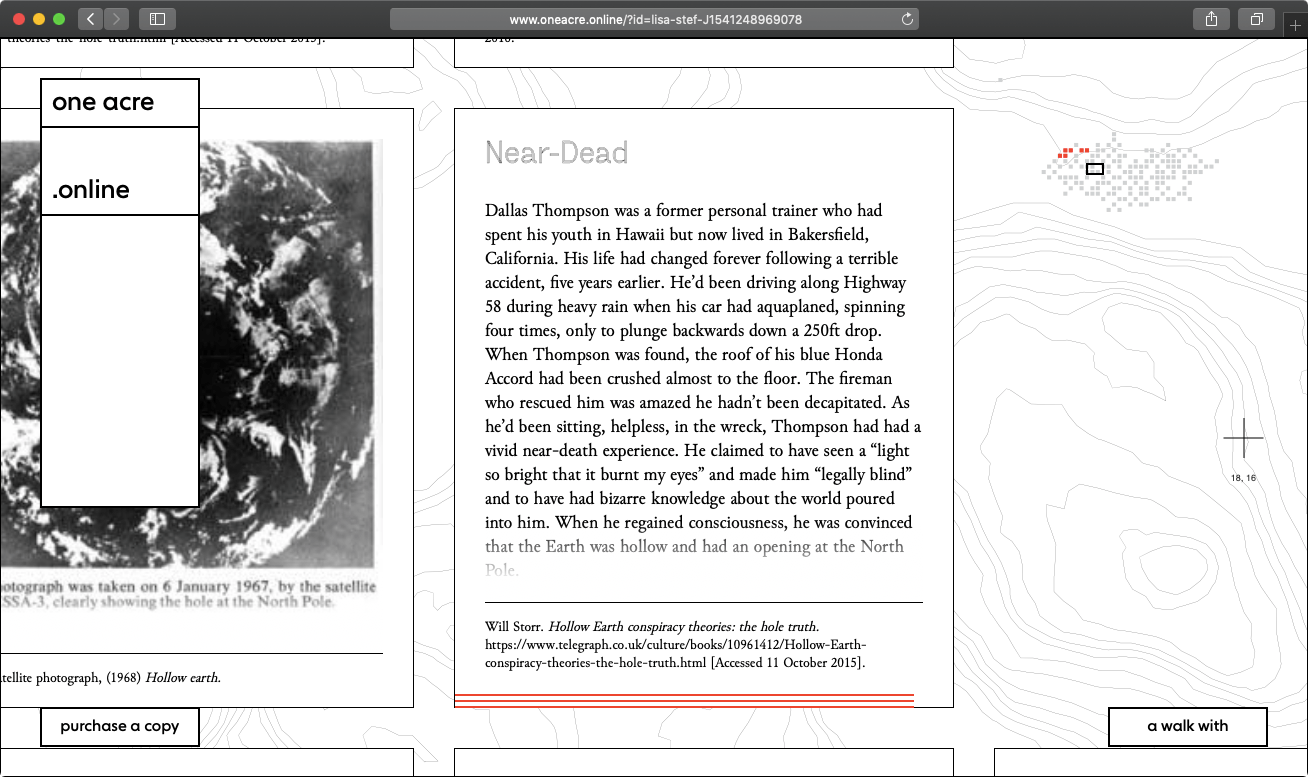 www.oneacre.online/?id=lisa-stef-J1541248969078
theories-the-hole-truth.html [Accessed 11 October 2015].
2010.
one acre
.online
otograph was taken on 6 January 1967, by the satellite
SSA-3, clearly showing the hole at the North Pole.
tellite photograph, (1968) Hollow earth.
purchase a copy
Near-Dead
Dallas Thompson was a former personal trainer who had
spent his youth in Hawaii but now lived in Bakersfield,
California. His life had changed forever following a terrible
accident, five years earlier. He’d been driving along Highway
58 during heavy rain when his car had aquaplaned, spinning
four times, only to plunge backwards down a 250ft drop.
When Thompson was found, the roof of his blue Honda
Accord had been crushed almost to the floor. The fireman
who rescued him was amazed he hadn’t been decapitated. As
he’d been sitting, helpless, in the wreck, Thompson had had a
vivid near-death experience. He claimed to have seen a “light
so bright that it burnt my eyes” and made him “legally blind”
and to have had bizarre knowledge about the world poured
into him. When he regained consciousness, he was convinced
that the Earth was hollow and had an opening at the North
Pole.
Will Storr. Hollow Earth conspiracy theories: the hole truth.
https://www.telegraph.co.uk/culture/books/10961412/Hollow-Earth-
conspiracy-theories-the-hole-truth.html [Accessed 11 October 2015].
18, 16
a walk with